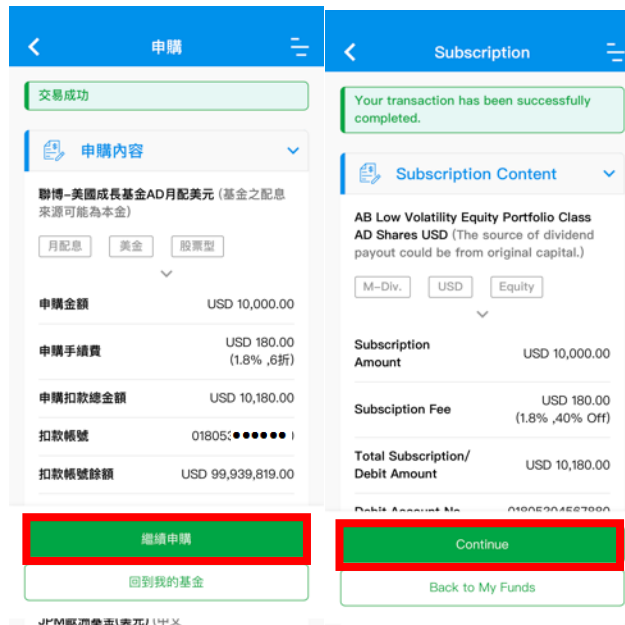 申購
交易成功
申購內容
聯博-美國成長基金AD月配美元 (基金之配息
來源可能為本金)
月配息 美金 股票型
申購金額 USD 10,000.00
申購手續費 USD 180.00
(1.8% ,6折)
申購扣款總金額 USD 10,180.00
扣款帳號 01805
扣款帳號餘額 USD 99,939,819.00
繼續申購
回到我的基金
Subscription
Your transaction has been successfully
completed.
Subscription Content
AB Low Volatility Equity Portfolio Class
AD Shares USD (The source of dividend
payout could be from original capital.)
M-Div. USD Equity
Subscription
Amount USD 10,000.00
Subsciption Fee USD 180.00
(1.8% ,40% Off)
Total Subscription/
Debit Amount USD 10,180.00
Debit Account No
Continue
Back to My Funds